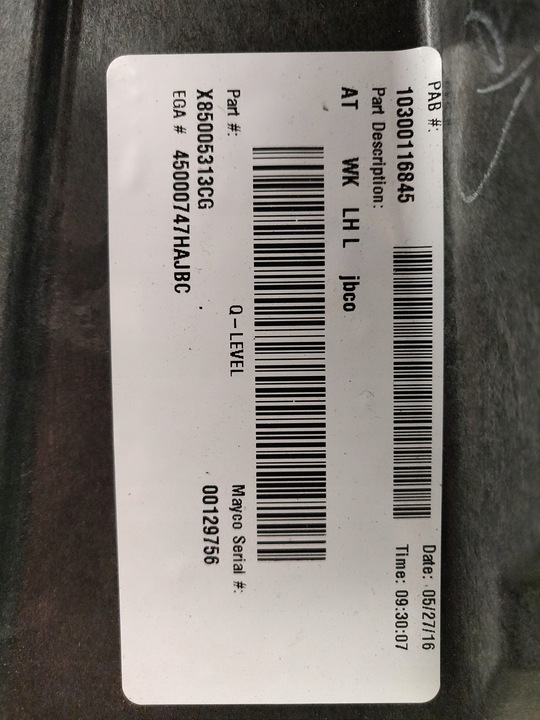 PAB #:
10300116845
Date: 05/27/16
Time: 09:30:07
Part Description:
AT WK LH L jbco
Part #:
X85005313CG
Q-LEVEL
Mayco Serial #:
00129756
EGA # 45000747HAJBC